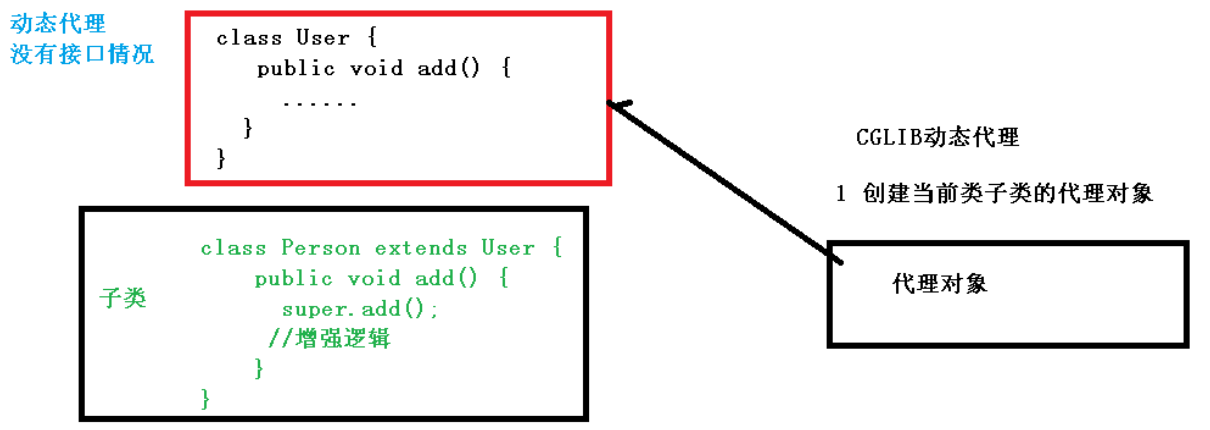 动态代理
没有接口情况
class User {
public void add() {
......
}
}
CGLIB动态代理
1 创建当前类子类的代理对象
代理对象
子类
class Person extends User {
public void add() {
super.add();
//增强逻辑
}
}